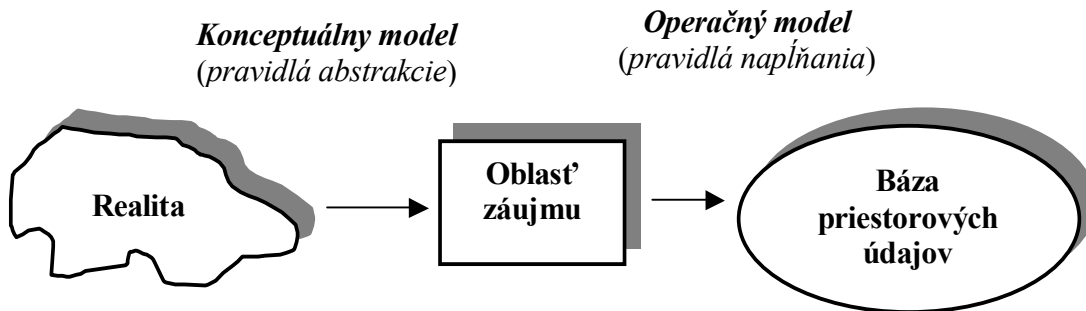 Konceptuálny model
(pravidlá abstrakcie)
Operačný model
(pravidlá napĺňania)
Realita
Oblasť
záujmu
Báza
priestorových
údajov